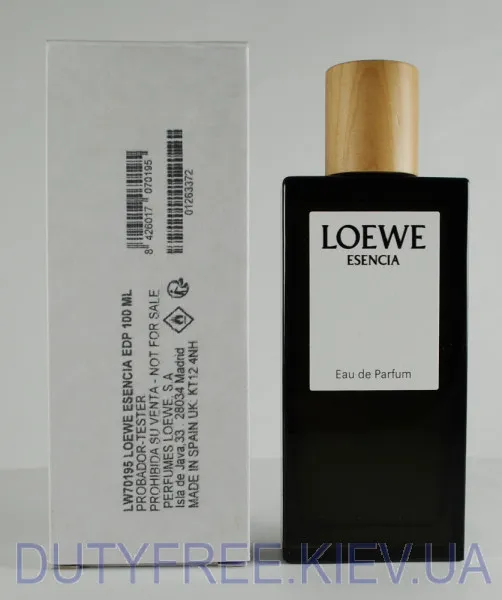 8 426017 070195
01263372
LW70195 LOEWE ESENCIA EDP 100 ML
PROBADOR-TESTER
PROHIBIDA SU VENTA - NOT FOR SALE
PERFUMES LOEWE, S.A
Isla de Java,33 28034 Madrid
MADE IN SPAIN UK. KT12 4NH
LOEWE
ESENCIA
Eau de Parfum
DUTYFREE.KIEV.UA